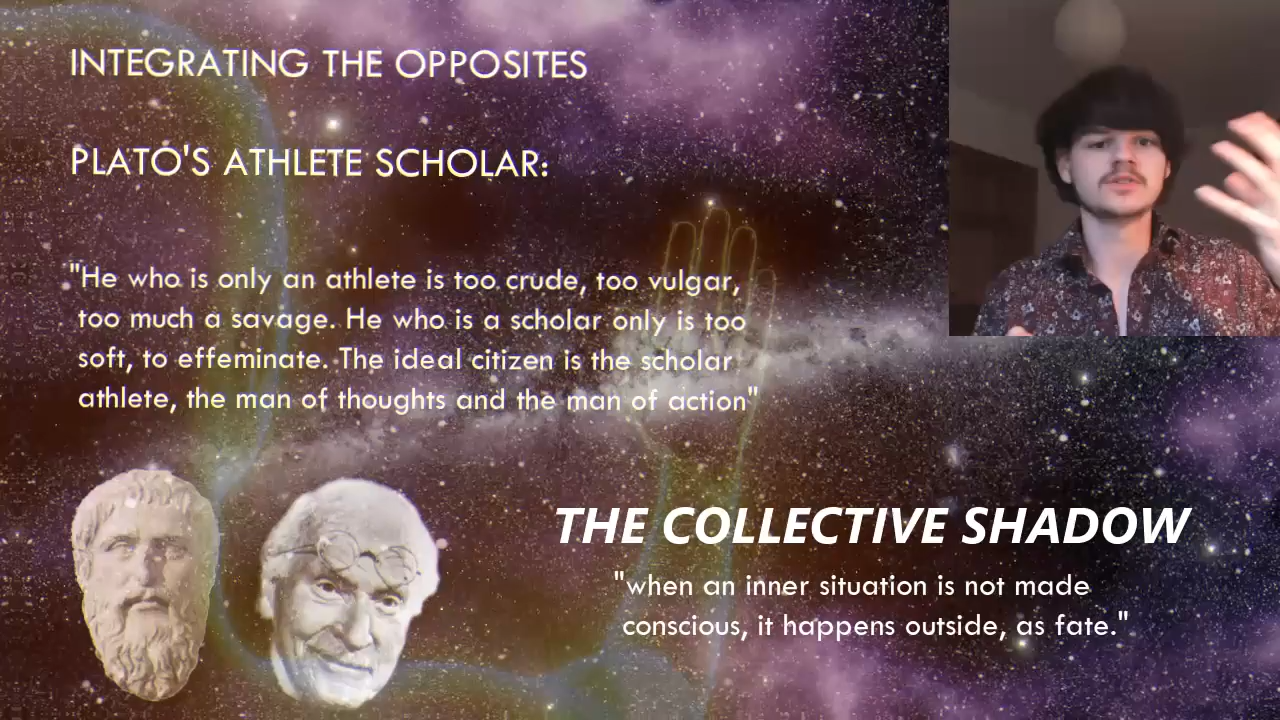 INTEGRATING THE OPPOSITES
PLATO'S ATHLETE SCHOLAR:
"He who is only an athlete is too crude, too vulgar,
too much a savage. He who is a scholar only is too
soft, to effeminate. The ideal citizen is the scholar
athlete, the man of thoughts and the man of action"
THE COLLECTIVE SHADOW
"when an inner situation is not made
conscious, it happens outside, as fate."